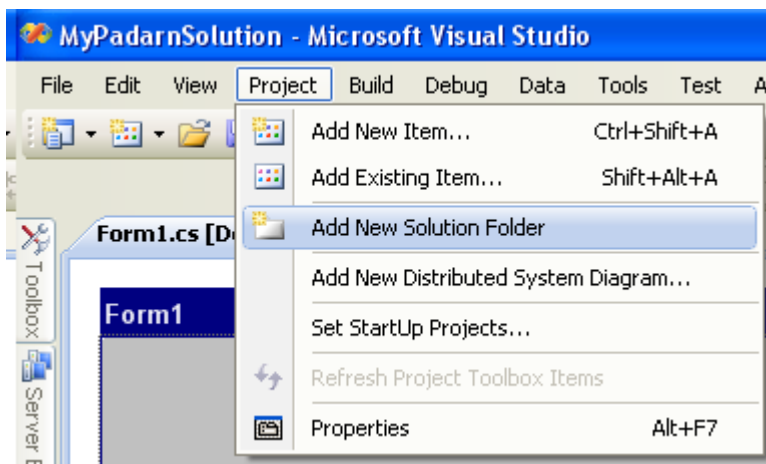 MyPadarnSolution - Microsoft Visual Studio
File Edit View Project Build Debug Data Tools Test
Add New Item... Ctrl+Shift+A
Add Existing Item... Shift+Alt+A
Form1.cs
Add New Solution Folder
Toolbox
Add New Distributed System Diagram...
Form1
Set StartUp Projects...
Refresh Project Toolbox Items
Server
Properties Alt+F7